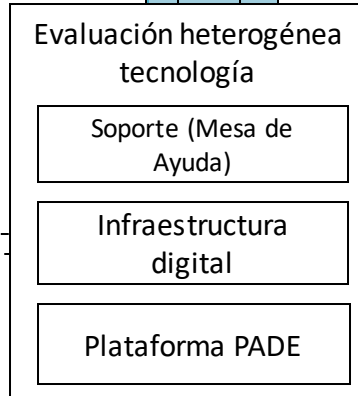 Evaluación heterogénea
tecnología
Soporte (Mesa de
Ayuda)
Infraestructura
digital
Plataforma PADE